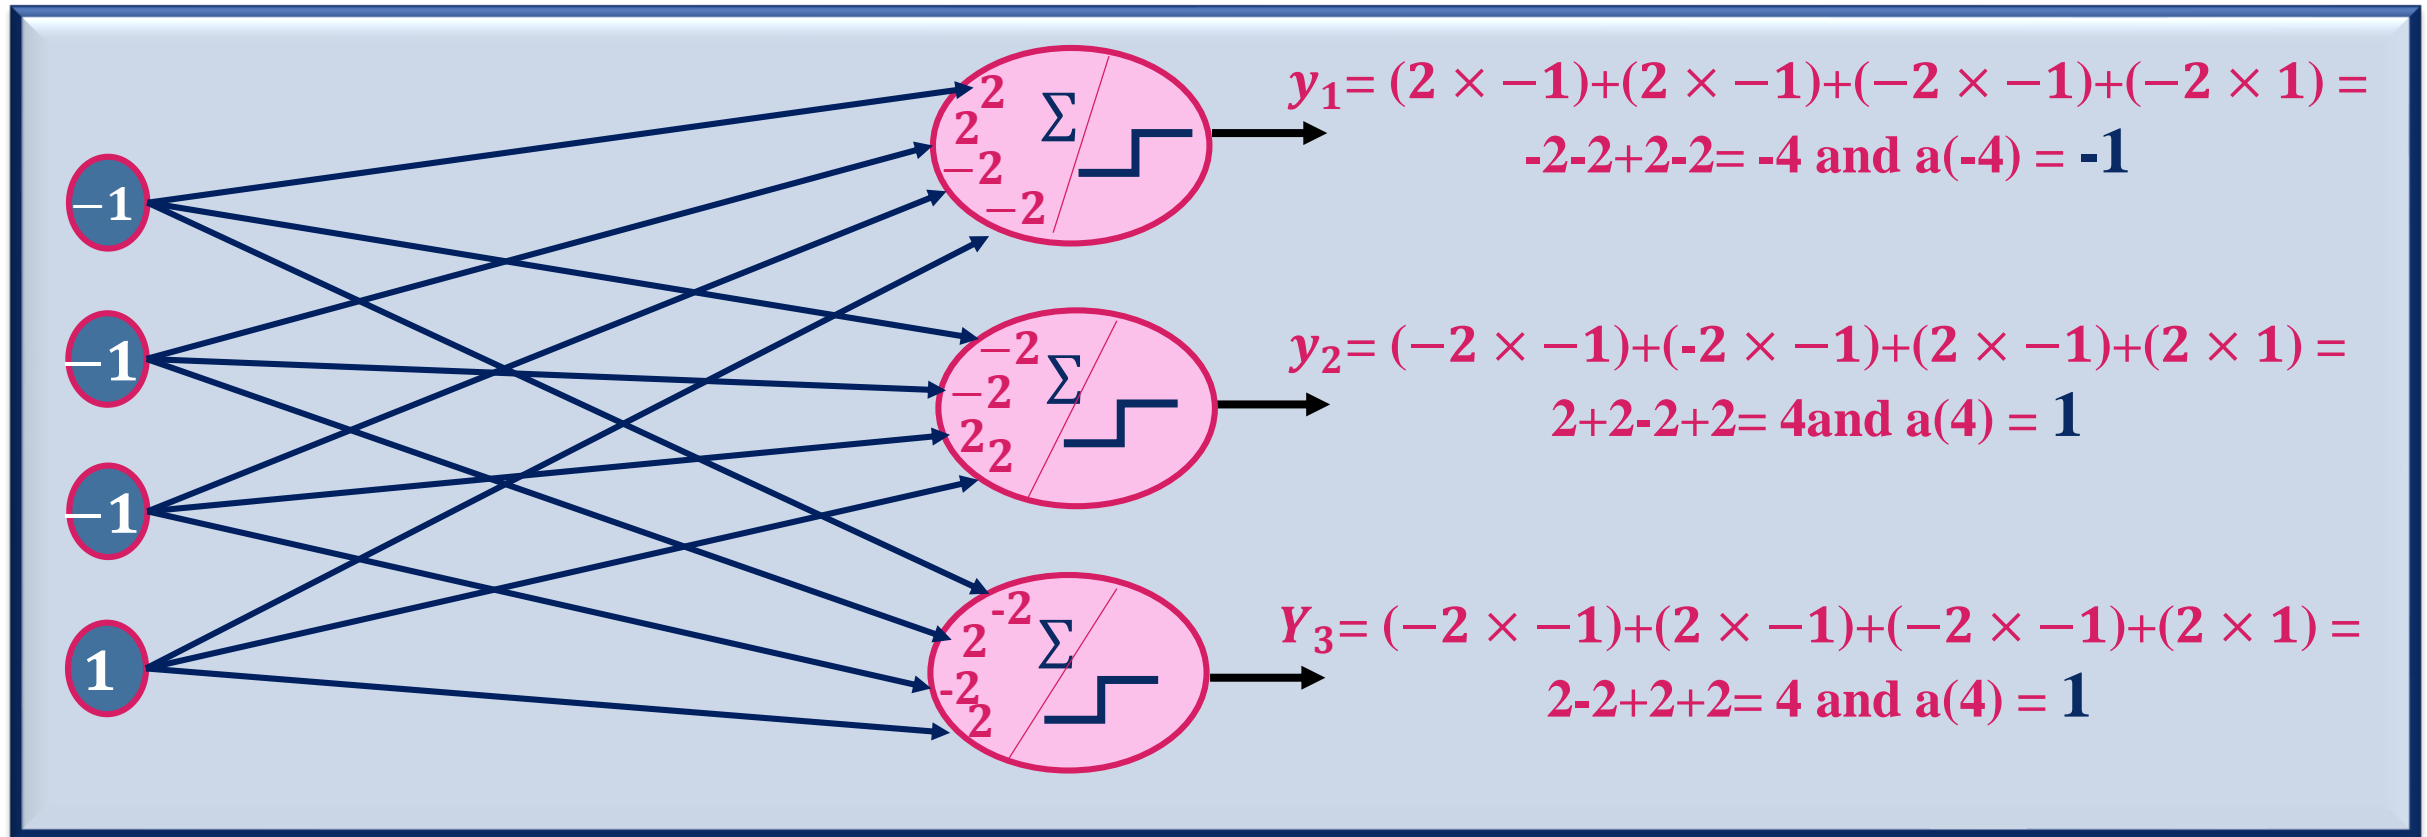 −1
−1
−1
1
2
2
−2
−2
Σ
−2
−2
2
2
Σ
-2
2
-2
2
Σ
y₁= (2 × −1)+(2 × −1)+(−2 × −1)+(−2 × 1) =
-2-2+2-2= -4 and a(-4) = -1
y₂= (−2 × −1)+(-2 × −1)+(2 × −1)+(2 × 1) =
2+2-2+2= 4and a(4) = 1
Y₃= (−2 × −1)+(2 × −1)+(−2 × −1)+(2 × 1) =
2-2+2+2= 4 and a(4) = 1